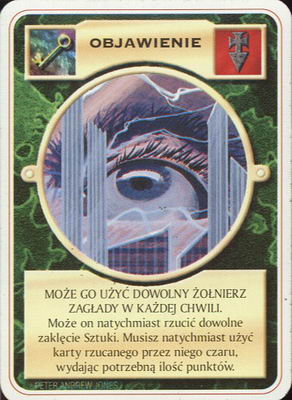 OBJAWIENIE
MOŻE GO UŻYĆ DOWOLNY ŻOŁNIERZ
ZAGŁADY W KAŻDEJ CHWILI.
Może on natychmiast rzucić dowolne
zaklęcie Sztuki. Musisz natychmiast użyć
karty rzucanego przez niego czaru,
wydając potrzebną ilość punktów.
PETER ANDREW JONES